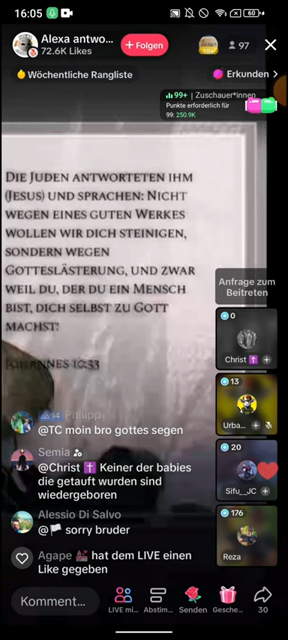 16:05
60
Alexa antwo...
72.6K Likes
+ Folgen
97
Wöchentliche Rangliste
Erkunden >
99+ | Zuschauer*innen
Punkte erforderlich für
99: 250.9K
Die Juden antworteten ihm
(Jesus) und sprachen: Nicht
wegen eines guten Werkes
wollen wir dich steinigen,
sondern wegen
Gotteslästerung, und zwar
weil du, der du ein Mensch
bist, dich selbst zu Gott
machst!
Johannes 10:33
Anfrage zum
Beitreten
0
Christ ✝️ +
13
Urba...
20
Sifu_JC +
176
Reza
14 Philipp
@TC moin bro gottes segen
Semia
@Christ ✝️ Keiner der babies
die getauft wurden sind
wiedergeboren
Alessio Di Salvo
@🏳 sorry bruder
Agape hat dem LIVE einen
Like gegeben
Komment...
LIVE mi...
Abstim...
Senden
Gesche...
30